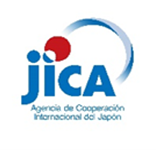 jICA
Agencia de Cooperación
Internacional del Japón